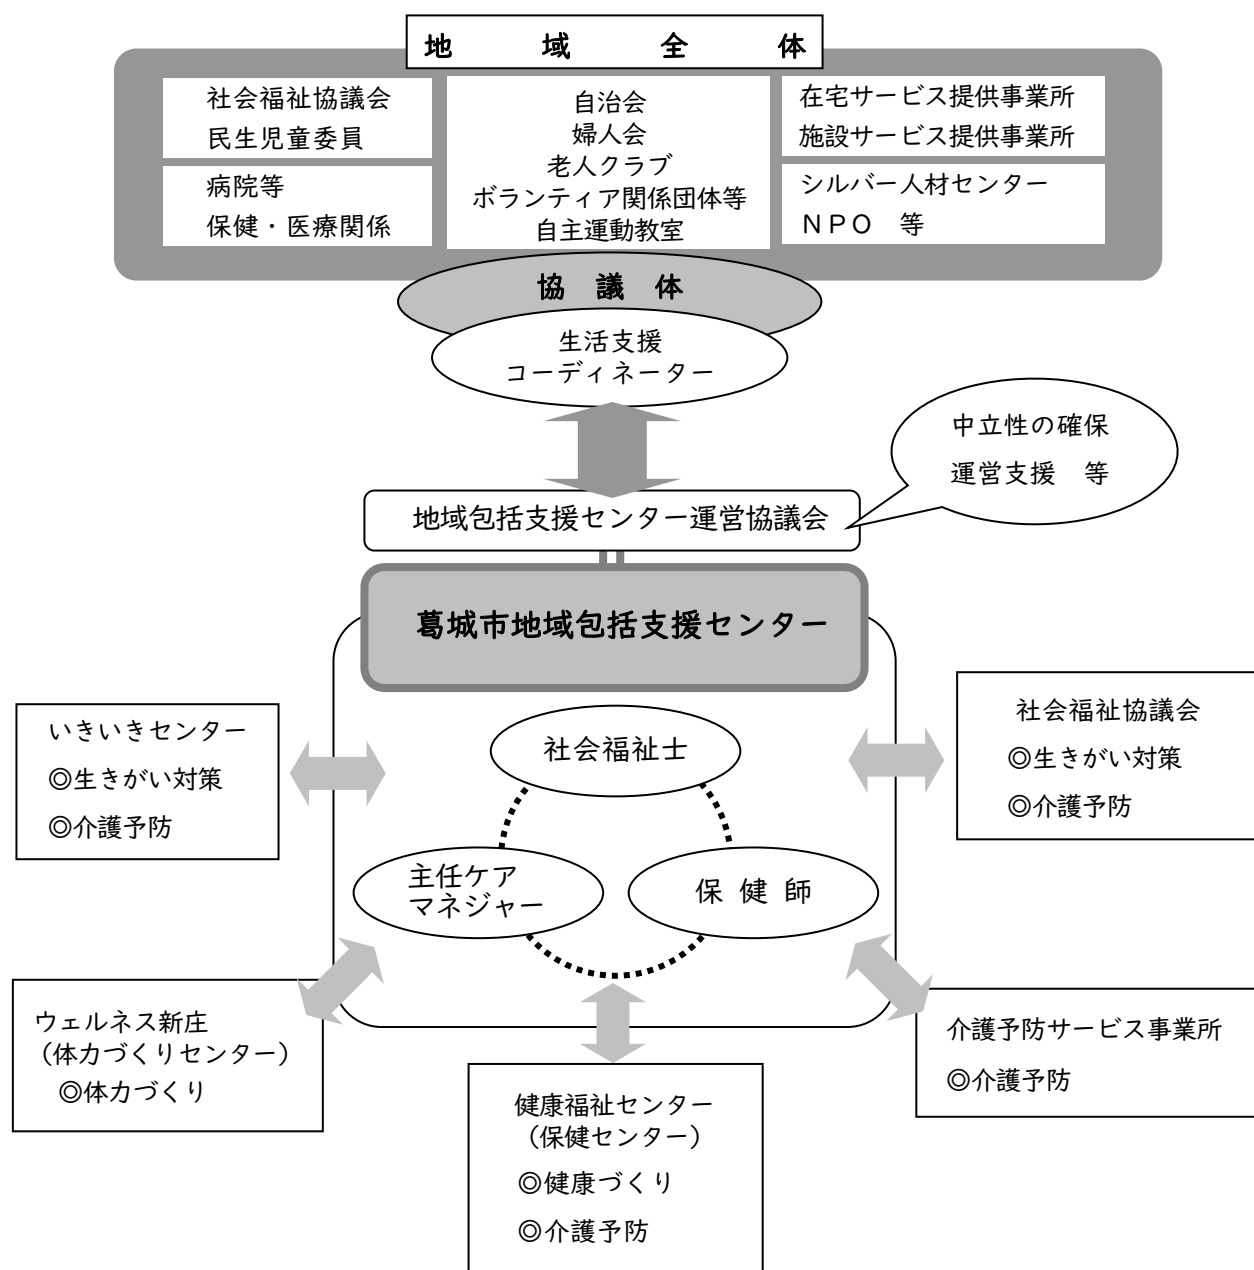 地域全体
社会福祉協議会
民生児童委員
病院等
保健・医療関係
自治会
婦人会
老人クラブ
ボランティア関係団体等
自主運動教室
在宅サービス提供事業所
施設サービス提供事業所
シルバー人材センター
ＮＰＯ　等
協議体
生活支援
コーディネーター
中立性の確保
運営支援　等
地域包括支援センター運営協議会
葛城市地域包括支援センター
いきいきセンター
◎生きがい対策
◎介護予防
社会福祉士
主任ケア
マネジャー
保健師
社会福祉協議会
◎生きがい対策
◎介護予防
ウェルネス新庄
（体力づくりセンター）
◎体力づくり
健康福祉センター
（保健センター）
◎健康づくり
◎介護予防
介護予防サービス事業所
◎介護予防